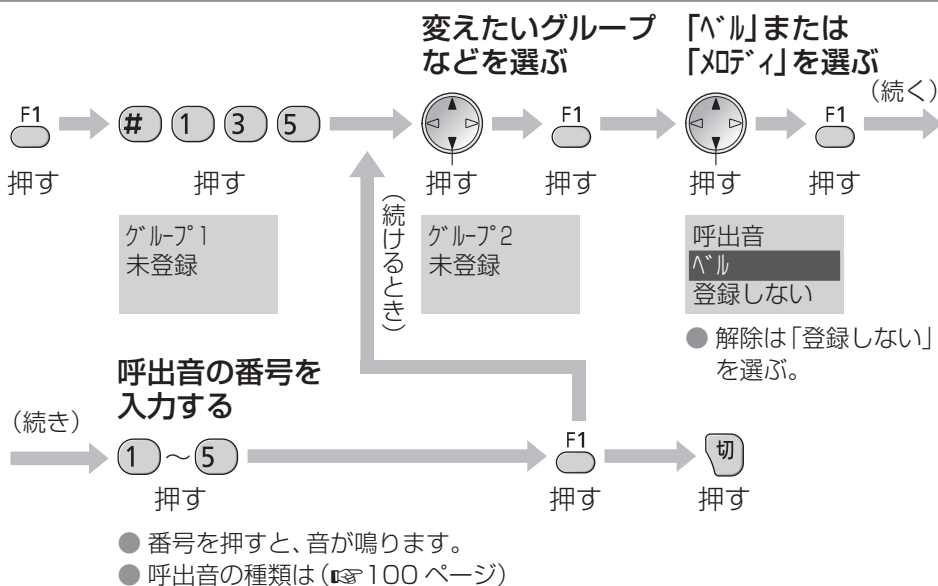 変えたいグループ
などを選ぶ
「ﾍﾞﾙ」または
「ﾒﾛﾃﾞｨ」を選ぶ
(続く)
F1
# 1 3 5
F1
F1
押す
押す
押す
押す
押す
押す
ｸﾞﾙｰﾌﾟ1
未登録
(続けるとき)
ｸﾞﾙｰﾌﾟ2
未登録
呼出音
ﾍﾞﾙ
登録しない
● 解除は「登録しない」
を選ぶ。
呼出音の番号を
入力する
(続き)
1 ～ 5
F1
切
押す
押す
押す
● 番号を押すと、音が鳴ります。
● 呼出音の種類は(☞100 ページ)